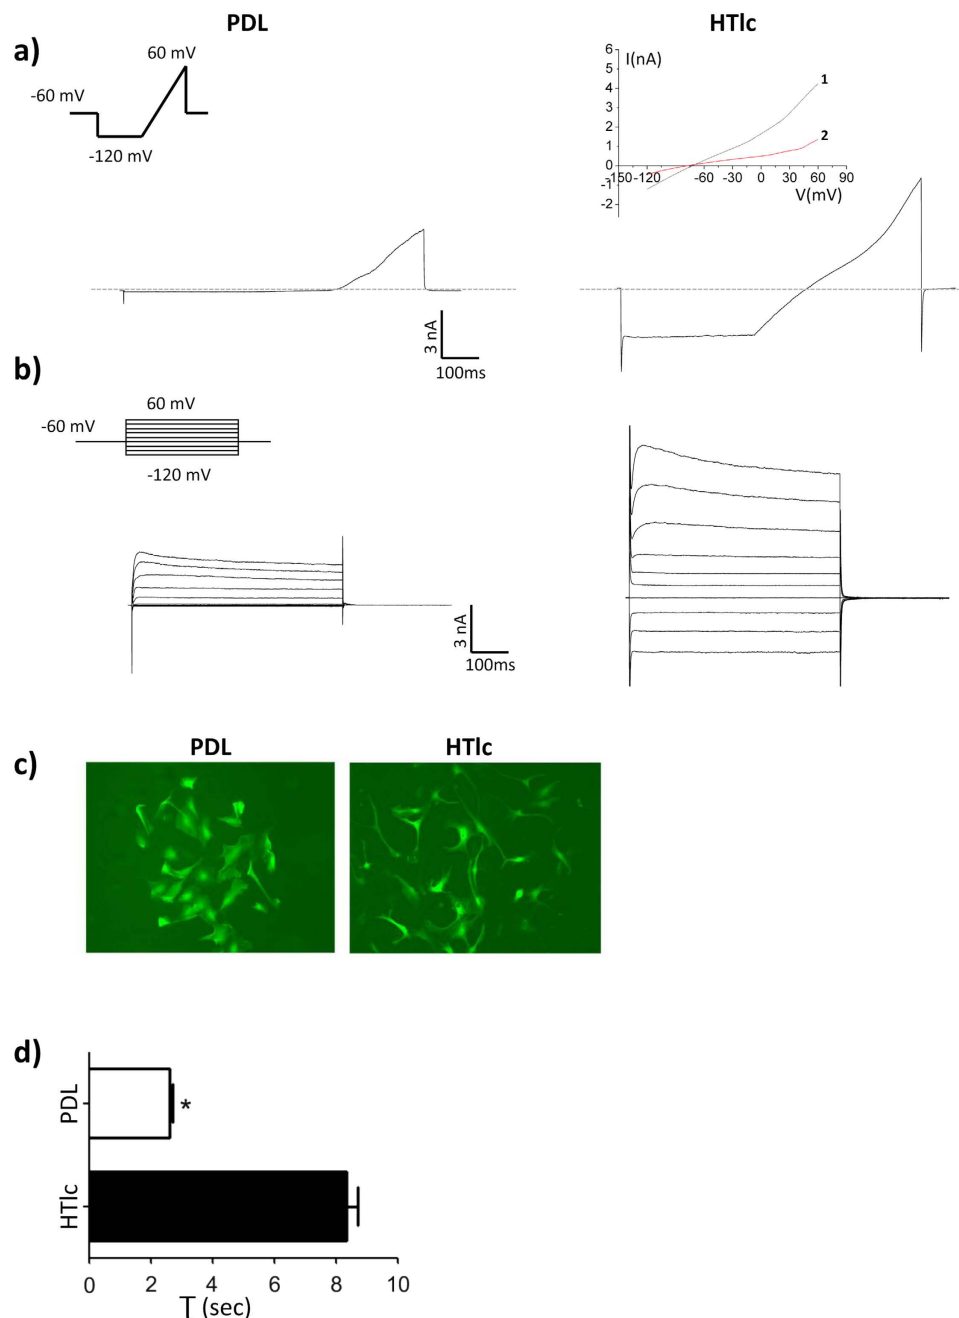 PDL
HTlc
a)
60 mV
-60 mV
-120 mV
I(nA)
6
5
4
3
2
1
0
-1
-2
1
2
-150 -120 -60 -30 0 30 60 90
V(mV)
3 nA
100ms
b)
60 mV
-60 mV
-120 mV
3 nA
100ms
c)
PDL
HTlc
d)
PDL
*
HTlc
0 2 4 6 8 10
T (sec)